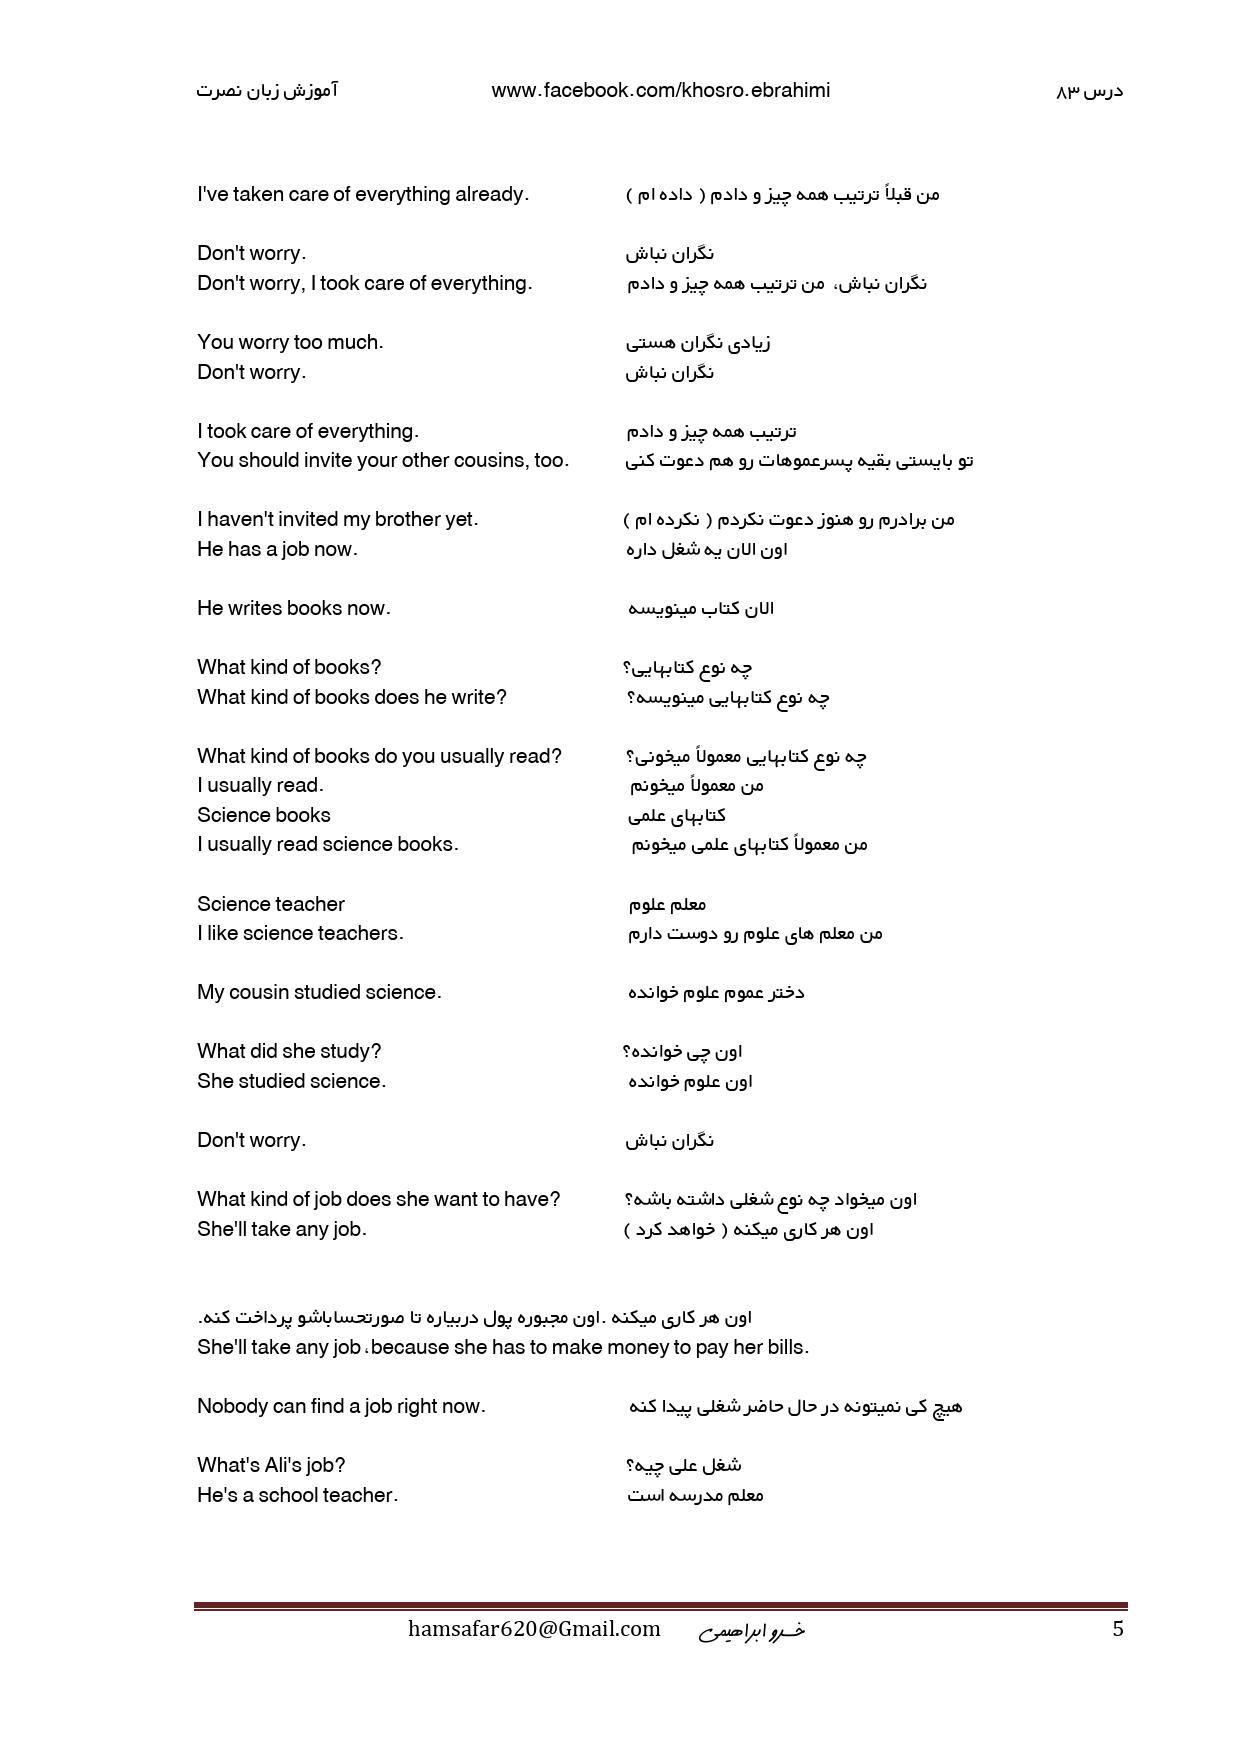 آموزش زبان نصرت www.facebook.com/khosro.ebrahimi درس ۸۳
I've taken care of everything already. من قبلاً ترتیب همه چیز و دادم ( داده ام )
Don't worry. نگران نباش
Don't worry, I took care of everything. نگران نباش، من ترتیب همه چیز و دادم
You worry too much. زیادی نگران هستی
Don't worry. نگران نباش
I took care of everything. ترتیب همه چیز و دادم
You should invite your other cousins, too. تو بایستی بقیه پسرعموهات رو هم دعوت کنی
I haven't invited my brother yet. من برادرم رو هنوز دعوت نکردم ( نکرده ام )
He has a job now. اون الان یه شغل داره
He writes books now. الان کتاب مینویسه
What kind of books? چه نوع کتابهایی؟
What kind of books does he write? چه نوع کتابهایی مینویسه؟
What kind of books do you usually read? چه نوع کتابهایی معمولاً میخونی؟
I usually read. من معمولاً میخونم
Science books کتابهای علمی
I usually read science books. من معمولاً کتابهای علمی میخونم
Science teacher معلم علوم
I like science teachers. من معلم های علوم رو دوست دارم
My cousin studied science. دختر عموم علوم خوانده
What did she study? اون چی خوانده؟
She studied science. اون علوم خوانده
Don't worry. نگران نباش
What kind of job does she want to have? اون میخواد چه نوع شغلی داشته باشه؟
She'll take any job. اون هر کاری میکنه ( خواهد کرد )
اون هر کاری میکنه .اون مجبوره پول دربیاره تا صورتحساباشو پرداخت کنه.
She'll take any job، because she has to make money to pay her bills.
Nobody can find a job right now. هیچ کی نمیتونه در حال حاضر شغلی پیدا کنه
What's Ali's job? شغل علی چیه؟
He's a school teacher. معلم مدرسه است
hamsafar620@Gmail.com خسرو ابراهیمی 5